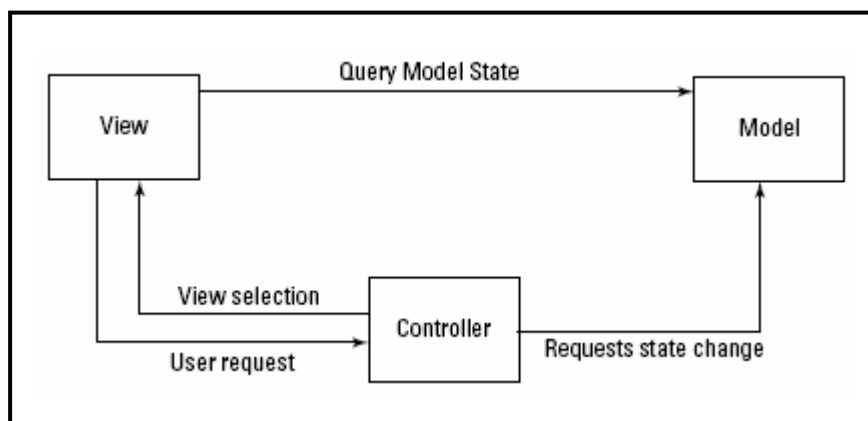 Query Model State
View
Model
View selection
Controller
User request
Requests state change